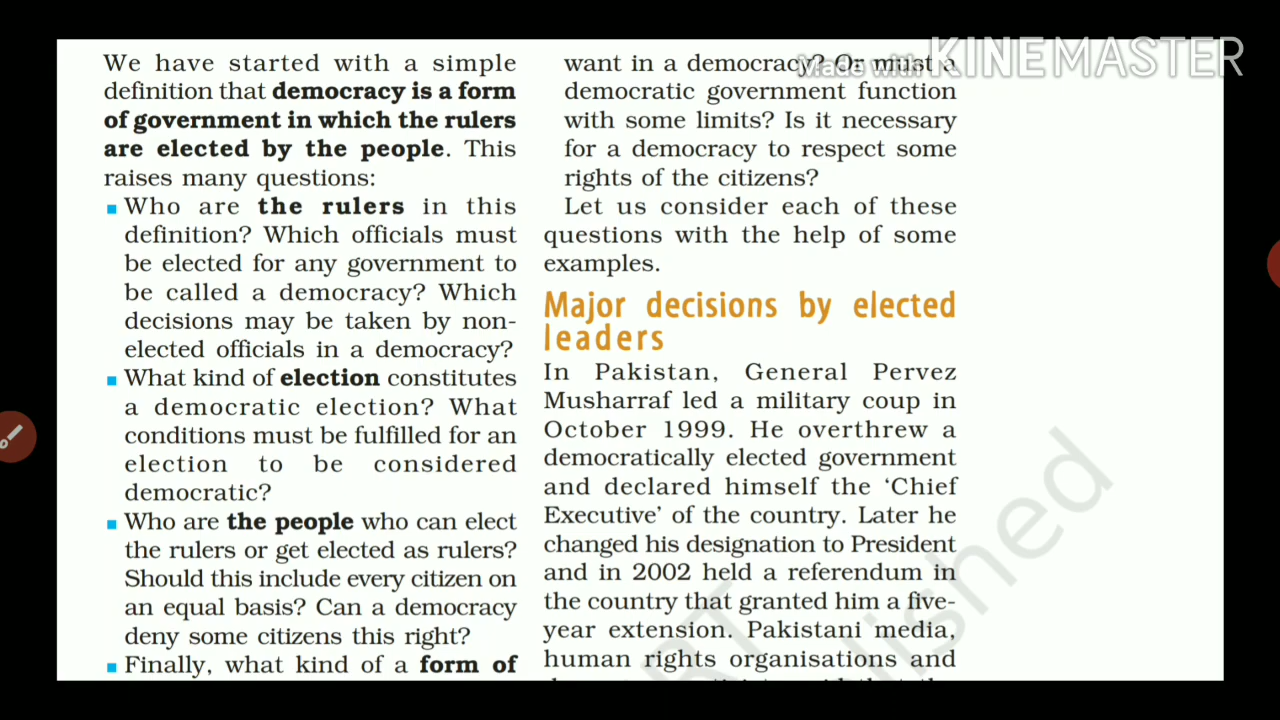 We have started with a simple
definition that democracy is a form
of government in which the rulers
are elected by the people. This
raises many questions:
Who are the rulers in this
definition? Which officials must
be elected for any government to
be called a democracy? Which
decisions may be taken by non-
elected officials in a democracy?
What kind of election constitutes
a democratic election? What
conditions must be fulfilled for an
election to be considered
democratic?
Who are the people who can elect
the rulers or get elected as rulers?
Should this include every citizen on
an equal basis? Can a democracy
deny some citizens this right?
Finally, what kind of a form of
want in a democracy? Or must a
democratic government function
with some limits? Is it necessary
for a democracy to respect some
rights of the citizens?
Let us consider each of these
questions with the help of some
examples.
Major decisions by elected
leaders
In Pakistan, General Pervez
Musharraf led a military coup in
October 1999. He overthrew a
democratically elected government
and declared himself the ‘Chief
Executive’ of the country. Later he
changed his designation to President
and in 2002 held a referendum in
the country that granted him a five-
year extension. Pakistani media,
human rights organisations and
Made with KINEMASTER